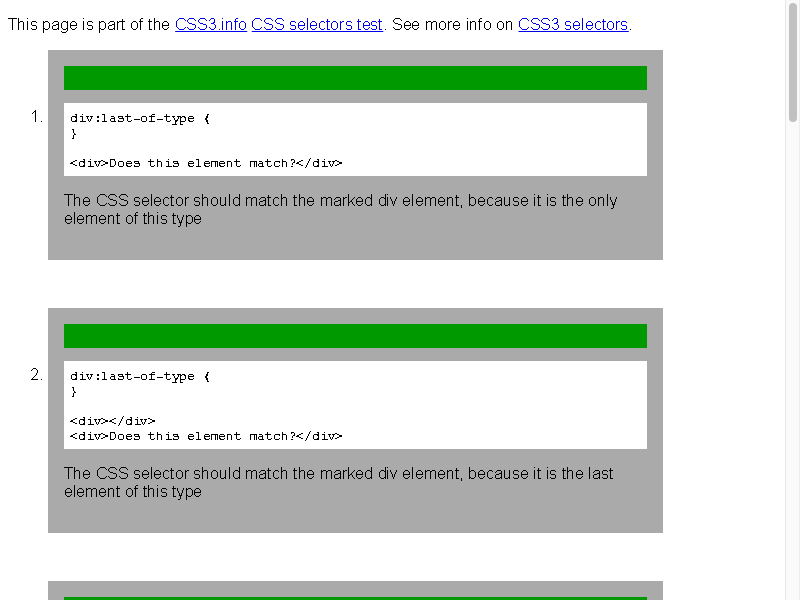 This page is part of the CSS3.info CSS selectors test. See more info on CSS3 selectors.
1.
div:last-of-type {
}
<div>Does this element match?</div>
The CSS selector should match the marked div element, because it is the only
element of this type
2.
div:last-of-type {
}
<div></div>
<div>Does this element match?</div>
The CSS selector should match the marked div element, because it is the last
element of this type